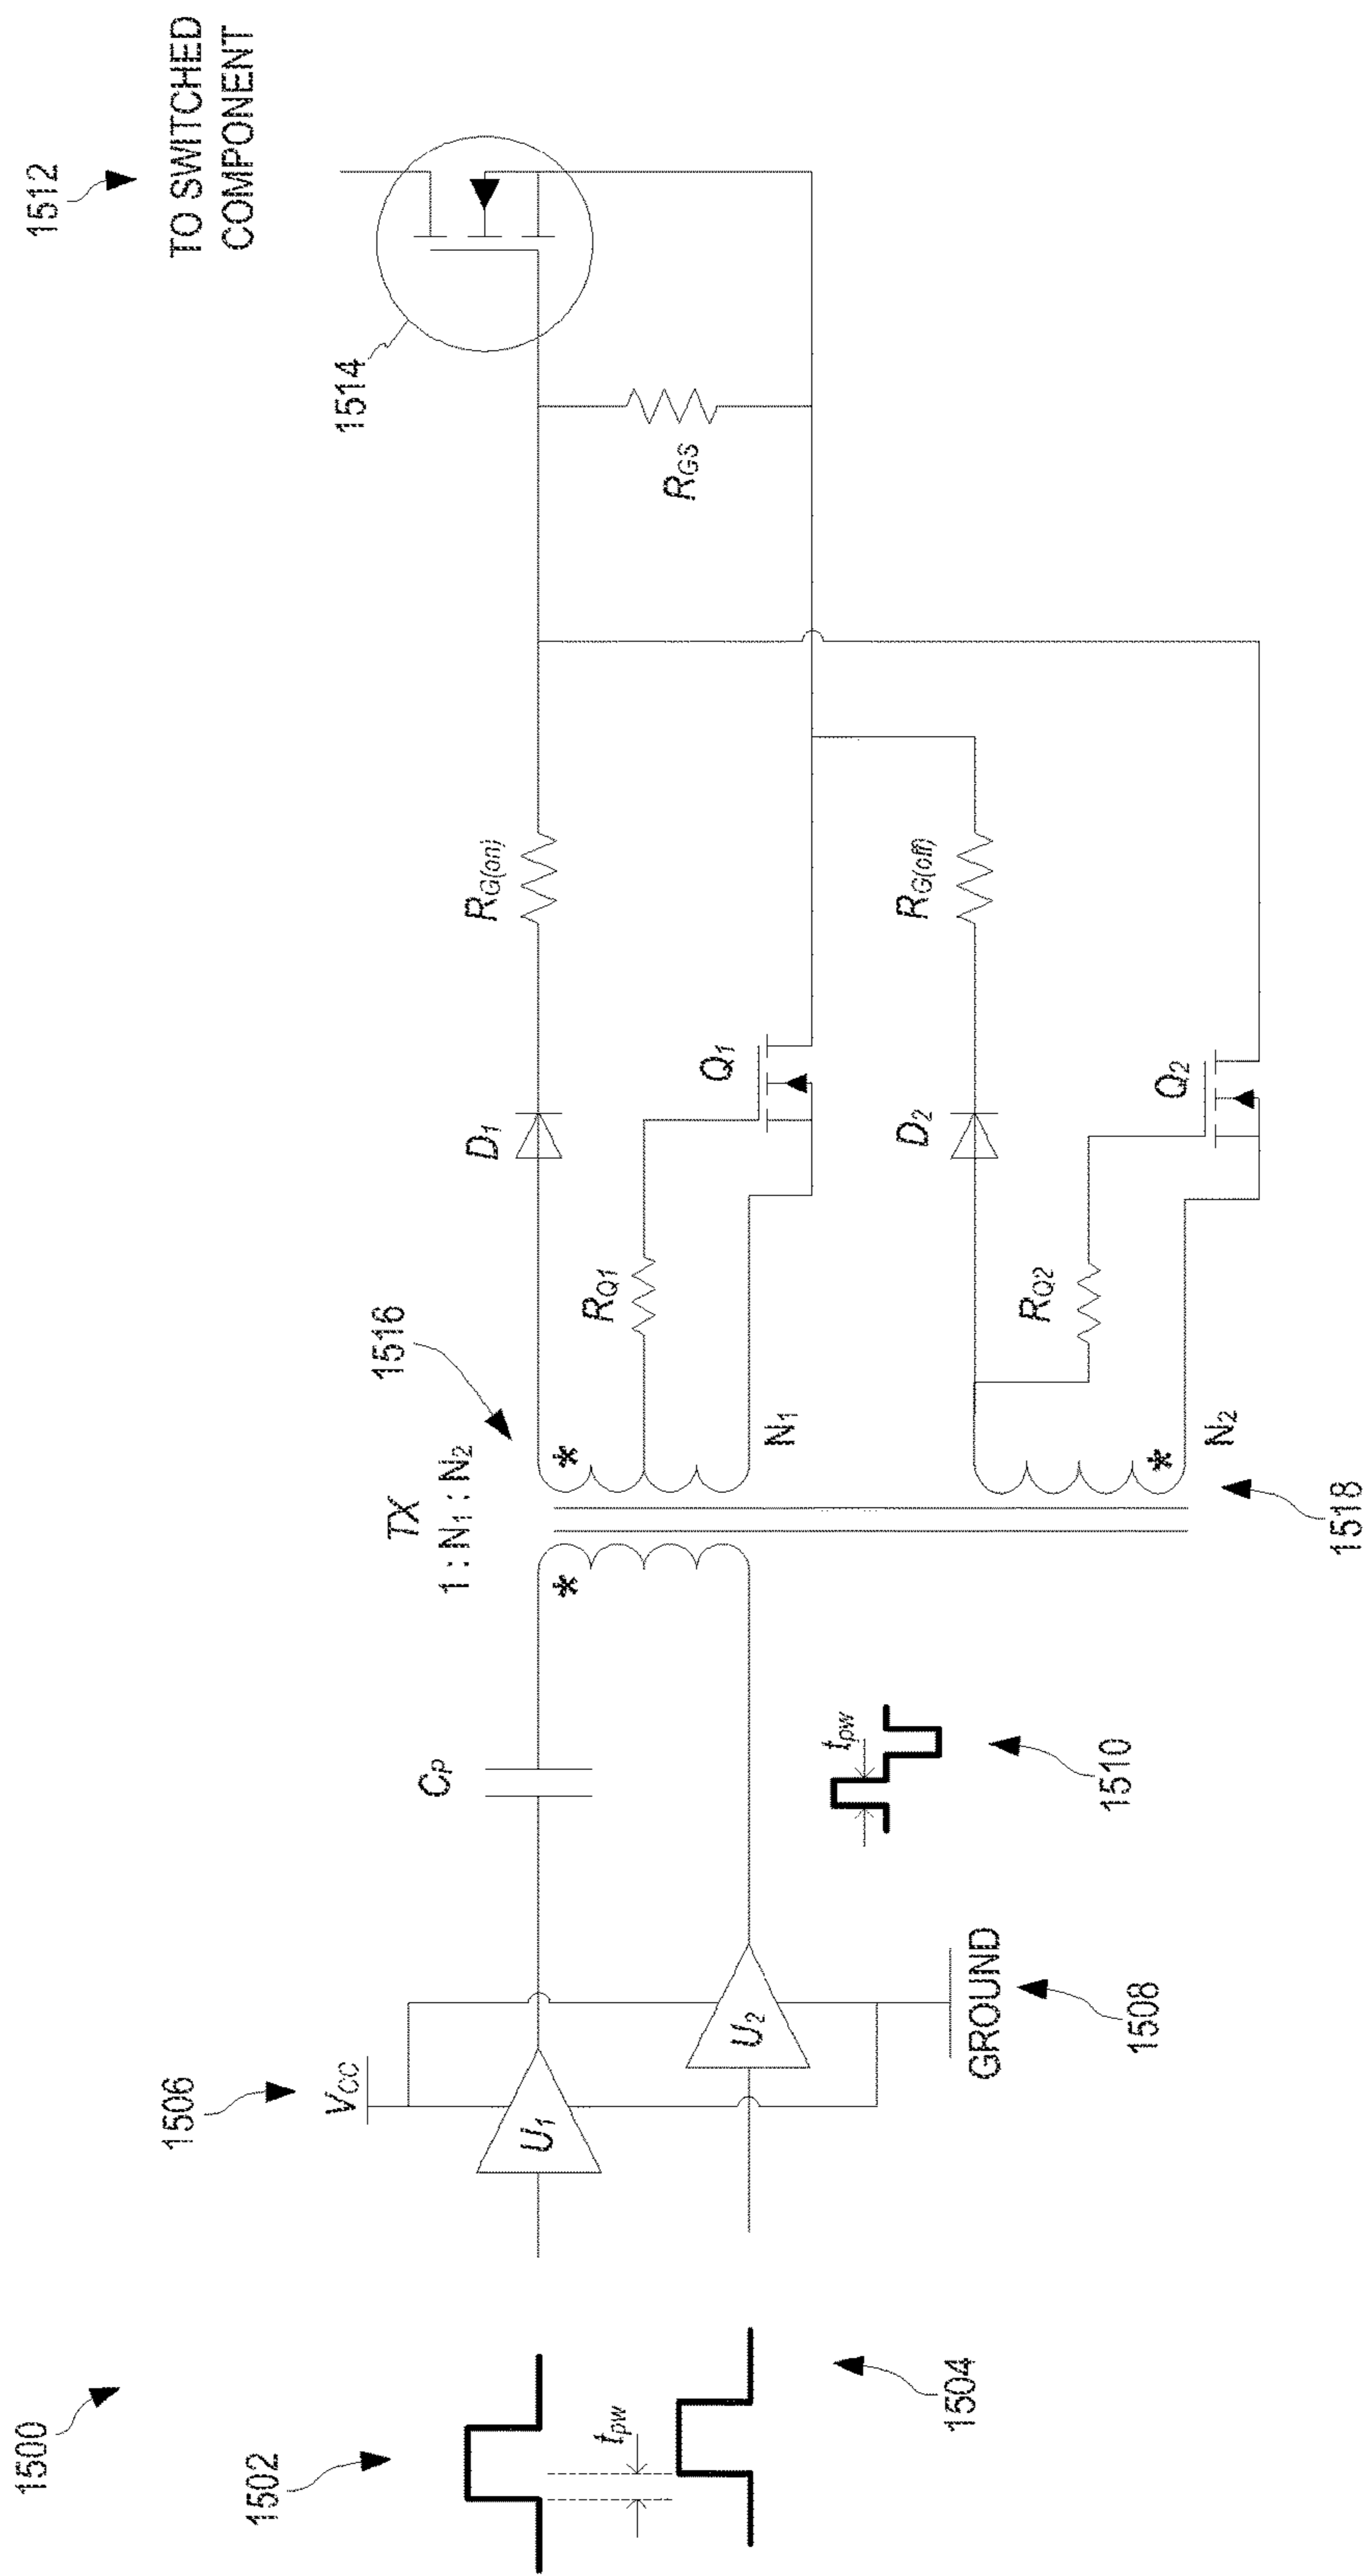 1500
1502
t_pw
1504
1506
V_CC
U_1
U_2
GROUND
1508
C_P
t_pw
1510
TX
1 : N_1 : N_2
*
*
1516
N_1
*
N_2
1518
R_Q1
D_1
Q_1
R_G(on)
R_Q2
D_2
Q_2
R_G(off)
R_GS
1514
1512
TO SWITCHED
COMPONENT